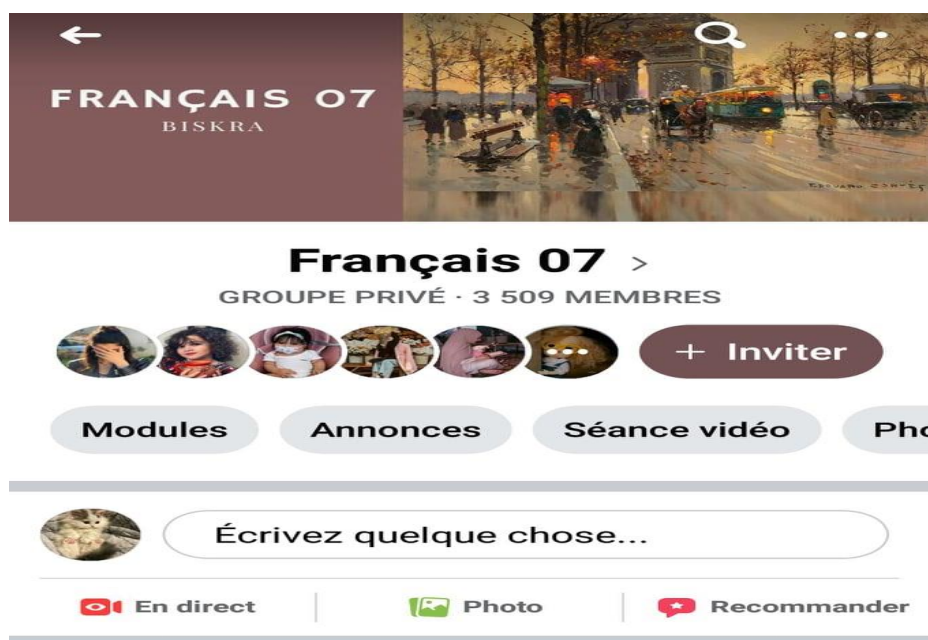 FRANÇAIS 07
BISKRA
Français 07 >
GROUPE PRIVÉ · 3 509 MEMBRES
+ Inviter
Modules Annonces Séance vidéo Pho
Écrivez quelque chose...
En direct Photo Recommander